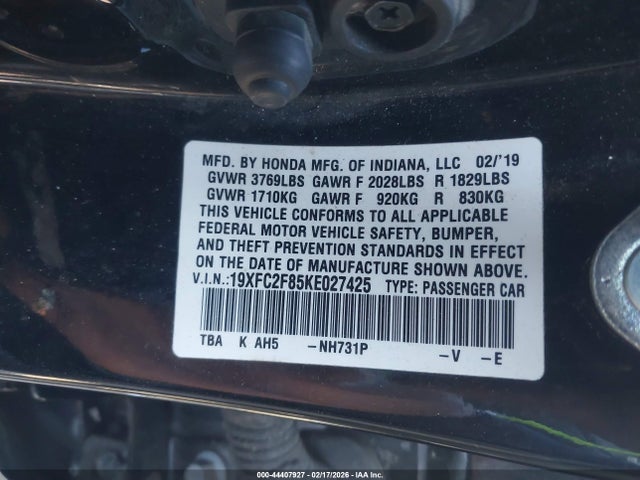 MFD. BY HONDA MFG. OF INDIANA, LLC 02/'19
GVWR 3769LBS GAWR F 2028LBS R 1829LBS
GVWR 1710KG GAWR F 920KG R 830KG
THIS VEHICLE CONFORMS TO ALL APPLICABLE
FEDERAL MOTOR VEHICLE SAFETY, BUMPER,
AND THEFT PREVENTION STANDARDS IN EFFECT
ON THE DATE OF MANUFACTURE SHOWN ABOVE.
V.I.N.:19XFC2F85KE027425 TYPE: PASSENGER CAR
TBA K AH5 -NH731P -V -E
000-44407927 - 02/17/2026 - IAA Inc.